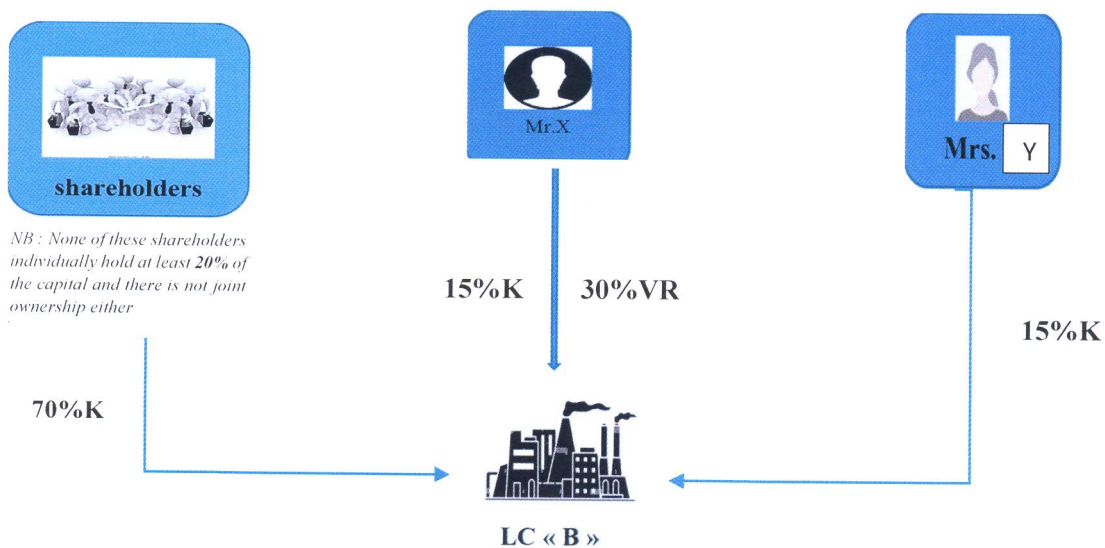 shareholders
NB : None of these shareholders
individually hold at least 20% of
the capital and there is not joint
ownership either
Mr.X
Mrs. Y
15%K
30%VR
15%K
70%K
LC « B »